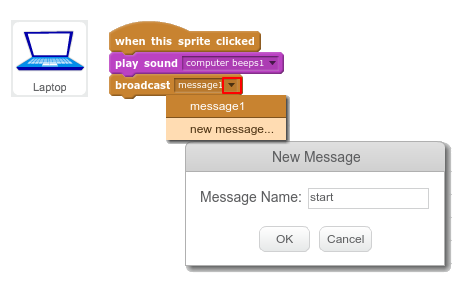 when this sprite clicked
play sound computer beeps1
Laptop
broadcast message1
message1
new message...
New Message
Message Name: start
OK Cancel